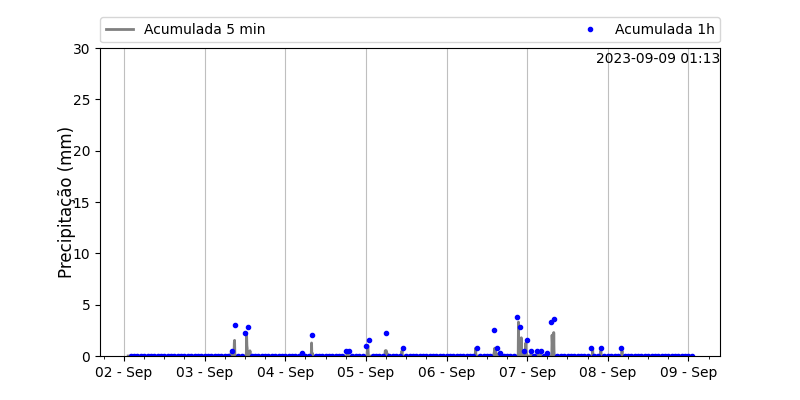 Acumulada 5 min
Acumulada 1h
2023-09-09 01:13
Precipitação (mm)
30
25
20
15
10
5
0
02 - Sep
03 - Sep
04 - Sep
05 - Sep
06 - Sep
07 - Sep
08 - Sep
09 - Sep